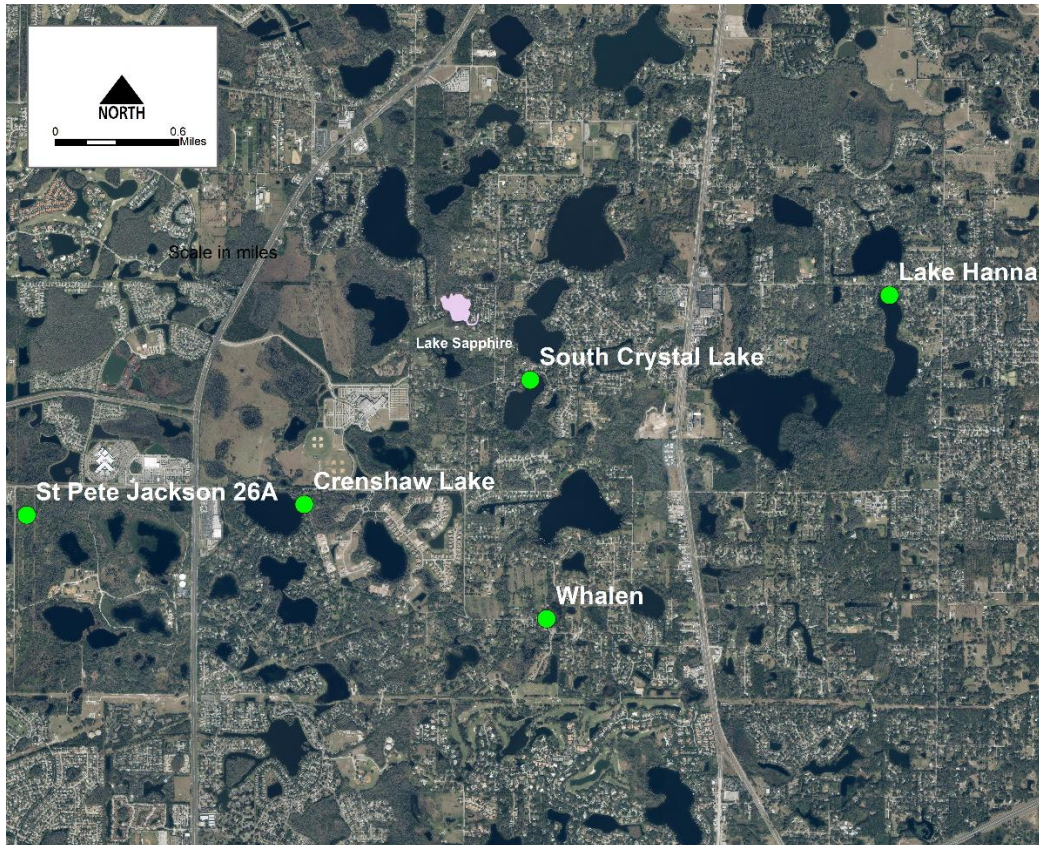 NORTH
0 0.6
Miles
Scale in miles
Lake Hanna
Lake Sapphire
South Crystal Lake
Crenshaw Lake
St Pete Jackson 26A
Whalen